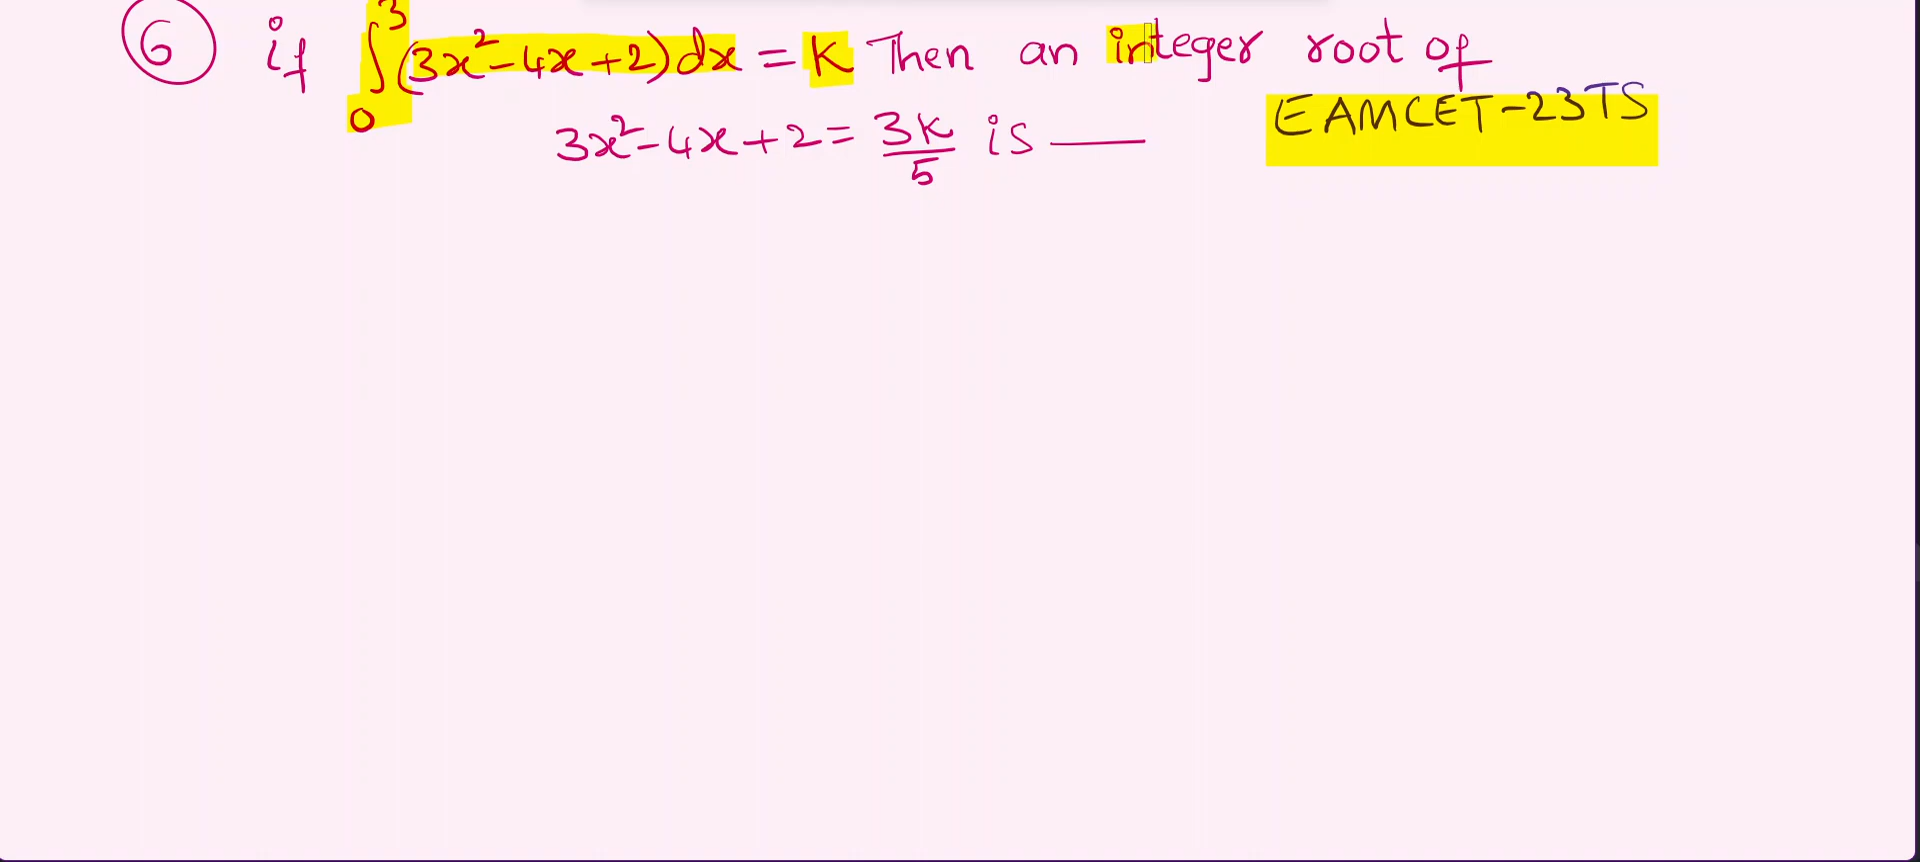 6 if ∫₀³ (3x²-4x+2)dx = K Then an integer root of
3x²-4x+2 = 3K/5 is ___
EAMCET-23TS